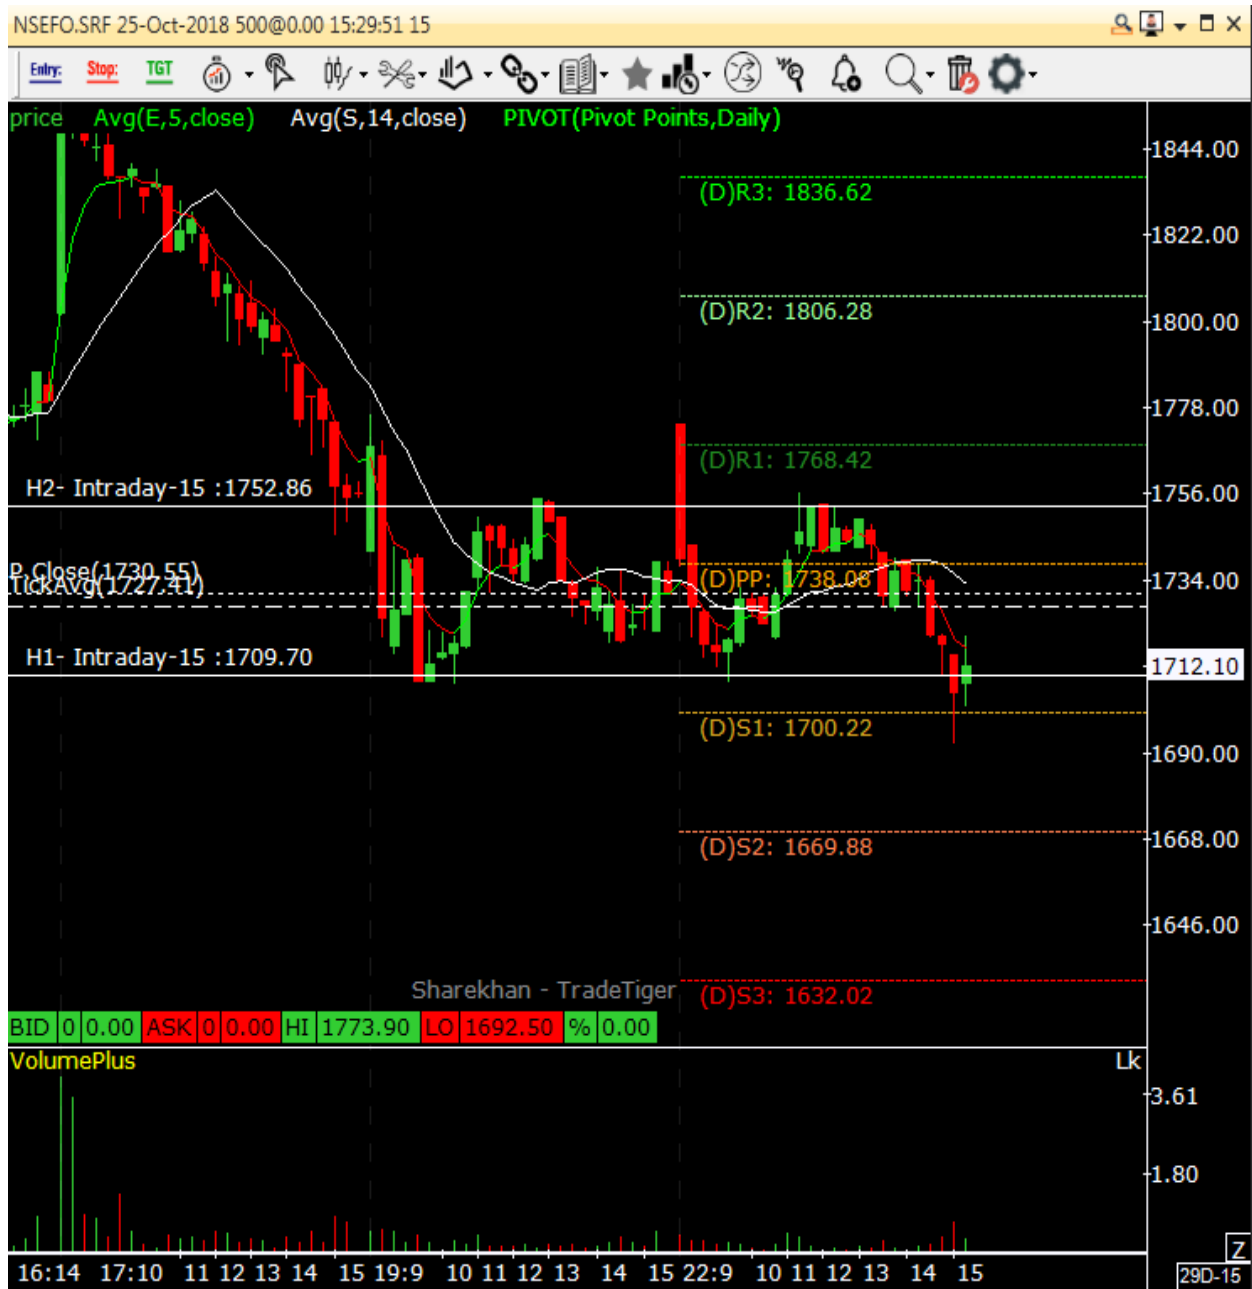 NSEFO.SRF 25-Oct-2018 500@0.00 15:29:51 15
Entry: Stop: TGT
price Avg(E,5,close) Avg(S,14,close) PIVOT(Pivot Points,Daily)
1844.00
(D)R3: 1836.62
1822.00
(D)R2: 1806.28
1800.00
1778.00
(D)R1: 1768.42
H2- Intraday-15 :1752.86
1756.00
P.Close(1730.55)
TickAvg(1727.41)
(D)PP: 1738.08
1734.00
H1- Intraday-15 :1709.70
1712.10
(D)S1: 1700.22
1690.00
(D)S2: 1669.88
1668.00
1646.00
Sharekhan - TradeTiger
(D)S3: 1632.02
BID 0 0.00 ASK 0 0.00 HI 1773.90 LO 1692.50 % 0.00
VolumePlus Lk
3.61
1.80
Z
16:14 17:10 11 12 13 14 15 19:9 10 11 12 13 14 15 22:9 10 11 12 13 14 15 29D-15